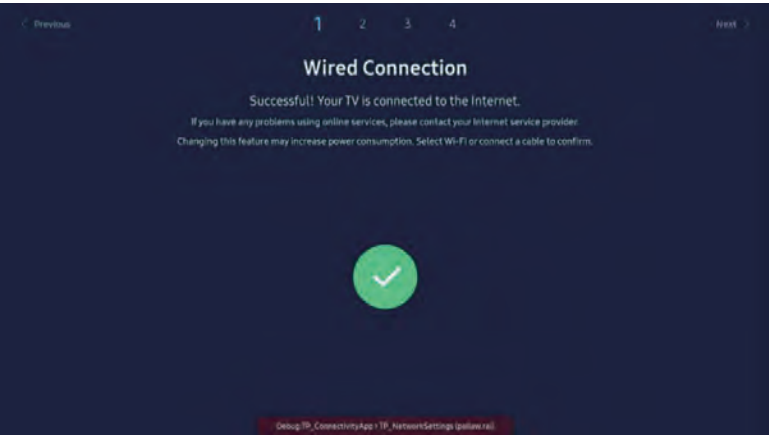 Previous
1 2 3 4
Next
Wired Connection
Successful! Your TV is connected to the Internet.
If you have any problems using online services, please contact your Internet service provider.
Changing this feature may increase power consumption. Select Wi-Fi or connect a cable to confirm.
Debug:TP_ConnectivityApp > TP_NetworkSettings